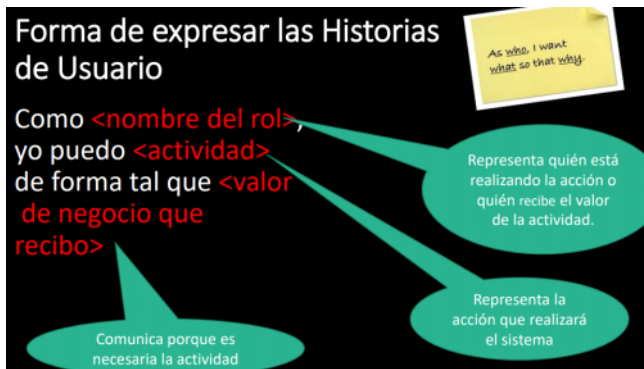 Forma de expresar las Historias
de Usuario
As who, I want
what so that why.
Como <nombre del rol>,
yo puedo <actividad>
de forma tal que <valor
de negocio que
recibo>
Representa quién está
realizando la acción o
quién recibe el valor
de la actividad.
Representa la
acción que realizará
el sistema
Comunica porque es
necesaria la actividad